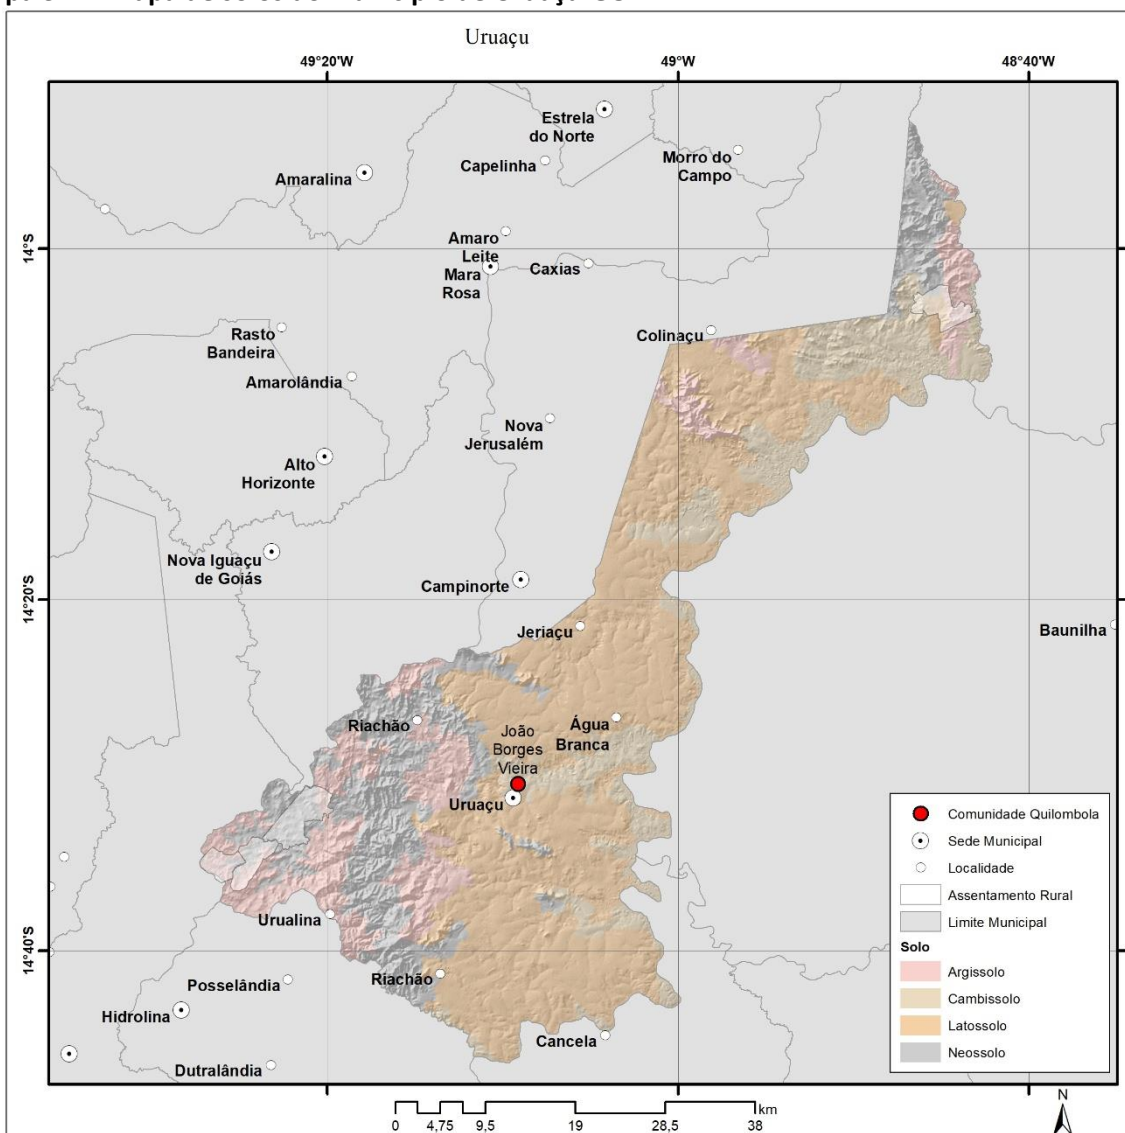 Uruaçu
49°20'W
49°W
48°40'W
Estrela
do Norte
Capelinha
Morro do
Campo
Amaralina
14°S
Amaro
Leite
Mara
Rosa
Caxias
Rasto
Bandeira
Colinaçu
Amarolândia
Nova
Jerusalém
Alto
Horizonte
Nova Iguaçu
de Goiás
Campinorte
14°20'S
Jeriaçu
Baunilha
Riachão
Água
Branca
João
Borges
Vieira
Uruaçu
Urualina
14°40'S
Riachão
Posselândia
Hidrolina
Cancela
Dutralândia
Comunidade Quilombola
Sede Municipal
Localidade
Assentamento Rural
Limite Municipal
Solo
Argissolo
Cambissolo
Latossolo
Neossolo
km
0 4,75 9,5 19 28,5 38
N